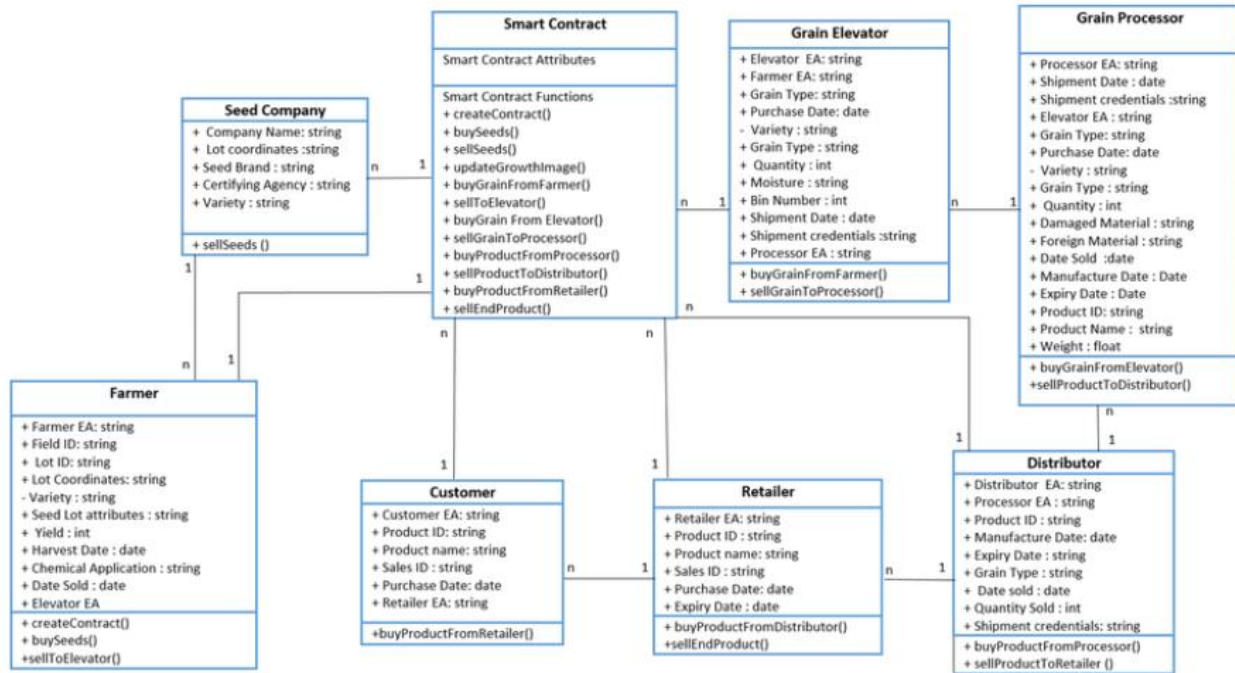 Smart Contract
Smart Contract Attributes
Smart Contract Functions
+ createContract()
+ buySeeds()
+ sellSeeds()
+ updateGrowthImage()
+ buyGrainFromFarmer()
+ sellToElevator()
+ buyGrain From Elevator()
+ sellGrainToProcessor()
+ buyProductFromProcessor()
+ sellProductToDistributor()
+ buyProductFromRetailer()
+ sellEndProduct()
Grain Elevator
+ Elevator EA: string
+ Farmer EA: string
+ Grain Type: string
+ Purchase Date: date
- Variety : string
+ Grain Type : string
+ Quantity : int
+ Moisture : string
+ Bin Number : int
+ Shipment Date : date
+ Shipment credentials :string
+ Processor EA : string
+ buyGrainFromFarmer()
+ sellGrainToProcessor()
Grain Processor
+ Processor EA: string
+ Shipment Date : date
+ Shipment credentials :string
+ Elevator EA : string
+ Grain Type: string
+ Purchase Date: date
- Variety : string
+ Grain Type : string
+ Quantity : int
+ Damaged Material : string
+ Foreign Material : string
+ Date Sold :date
+ Manufacture Date : Date
+ Expiry Date : Date
+ Product ID: string
+ Product Name : string
+ Weight : float
+ buyGrainFromElevator()
+sellProductToDistributor()
Seed Company
+ Company Name: string
+ Lot coordinates :string
+ Seed Brand : string
+ Certifying Agency : string
+ Variety : string
+ sellSeeds ()
n
1
n
1
n
1
1
1
n
1
n
n
n
1
1
1
n
1
Farmer
+ Farmer EA: string
+ Field ID: string
+ Lot ID: string
+ Lot Coordinates: string
- Variety : string
+ Seed Lot attributes : string
+ Yield : int
+ Harvest Date : date
+ Chemical Application : string
+ Date Sold : date
+ Elevator EA
+ createContract()
+ buySeeds()
+sellToElevator()
Customer
+ Customer EA: string
+ Product ID: string
+ Product name: string
+ Sales ID : string
+ Purchase Date: date
+ Retailer EA: string
+buyProductFromRetailer()
n
1
Retailer
+ Retailer EA: string
+ Product ID : string
+ Product name: string
+ Sales ID : string
+ Purchase Date: date
+ Expiry Date : date
+ buyProductFromDistributor()
+sellEndProduct()
n
1
Distributor
+ Distributor EA: string
+ Processor EA : string
+ Product ID : string
+ Manufacture Date: date
+ Expiry Date : string
+ Grain Type : string
+ Date sold : date
+ Quantity Sold : int
+ Shipment credentials: string
+ buyProductFromProcessor()
+ sellProductToRetailer ()